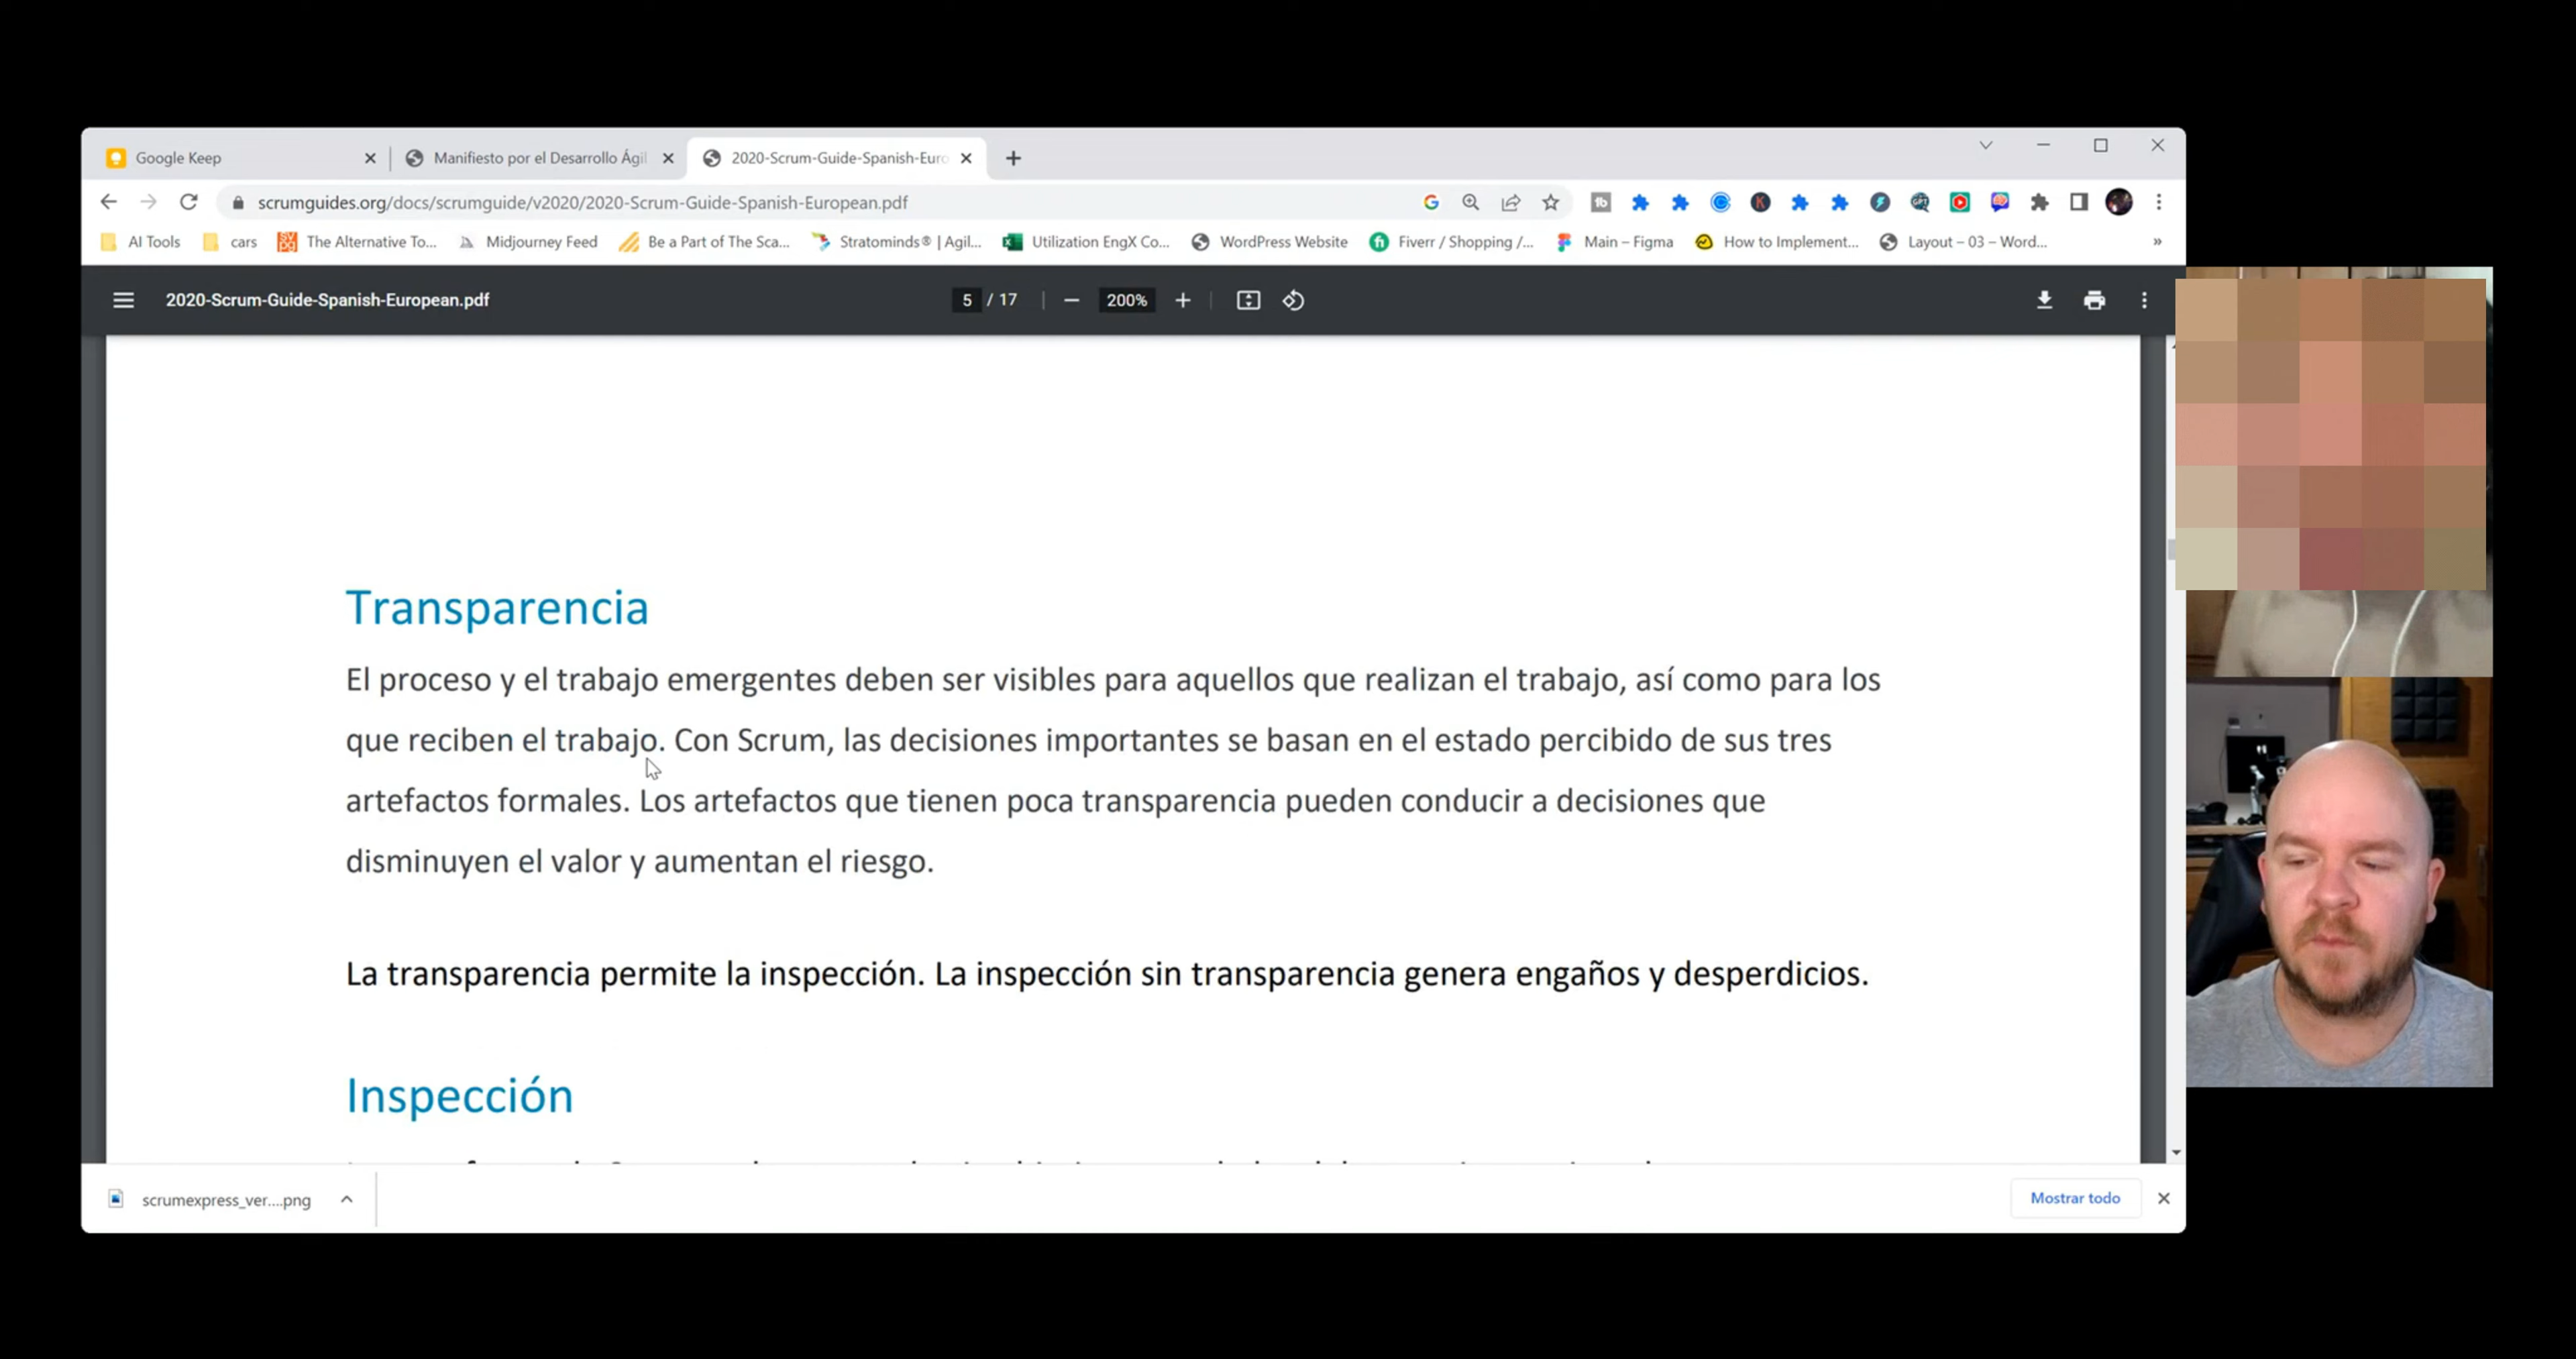 Google Keep
Manifiesto por el Desarrollo Ágil
2020-Scrum-Guide-Spanish-Euro
scrumguides.org/docs/scrumguide/v2020/2020-Scrum-Guide-Spanish-European.pdf
AI Tools cars The Alternative To... Midjourney Feed Be a Part of The Sca... Stratominds® | Agil... Utilization EngX Co... WordPress Website Fiverr / Shopping /... Main – Figma How to Implement... Layout – 03 – Word... »
2020-Scrum-Guide-Spanish-European.pdf 5 / 17 200%
Transparencia
El proceso y el trabajo emergentes deben ser visibles para aquellos que realizan el trabajo, así como para los
que reciben el trabajo. Con Scrum, las decisiones importantes se basan en el estado percibido de sus tres
artefactos formales. Los artefactos que tienen poca transparencia pueden conducir a decisiones que
disminuyen el valor y aumentan el riesgo.
La transparencia permite la inspección. La inspección sin transparencia genera engaños y desperdicios.
Inspección
scrumexpress_ver....png
Mostrar todo